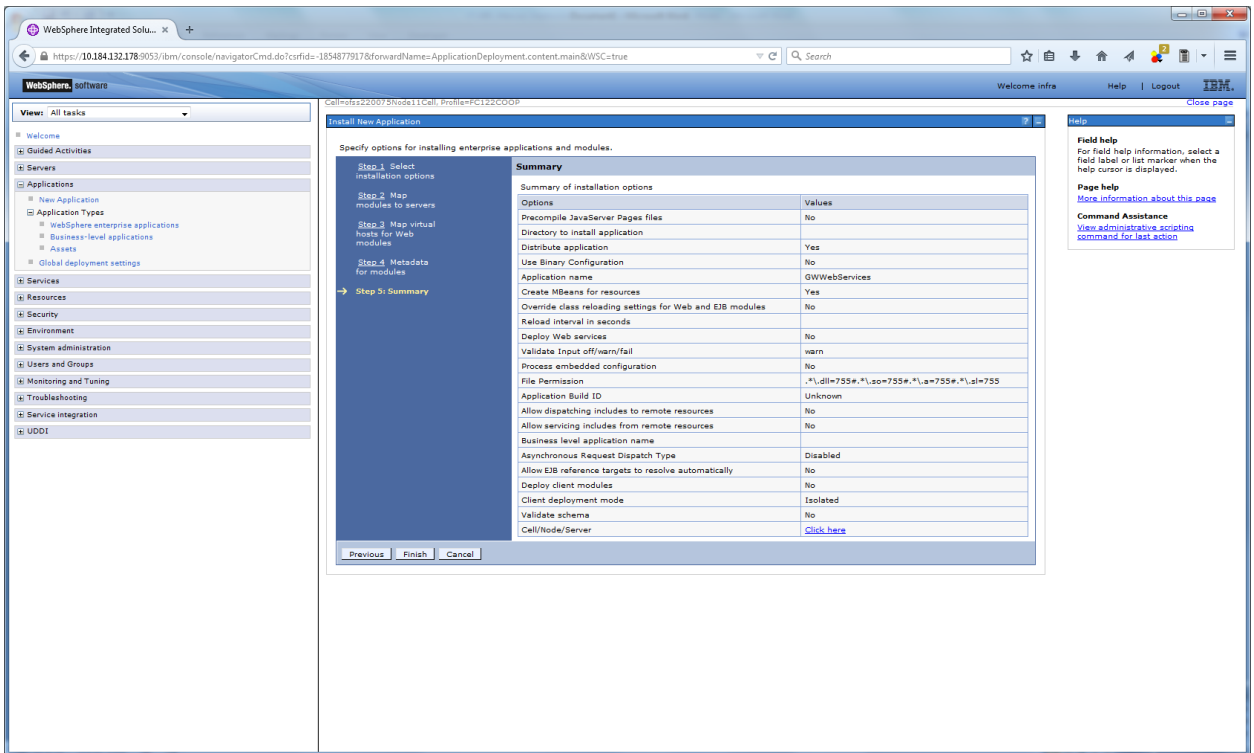 WebSphere Integrated Solu... × +
https://10.184.132.178:9053/ibm/console/navigatorCmd.do?csrfid=-1854877917&forwardName=ApplicationDeployment.content.main&WSC=true
Search
2
WebSphere. software
Welcome infra
Help | Logout
IBM.
View: All tasks
Welcome
Guided Activities
Servers
Applications
New Application
Application Types
WebSphere enterprise applications
Business-level applications
Assets
Global deployment settings
Services
Resources
Security
Environment
System administration
Users and Groups
Monitoring and Tuning
Troubleshooting
Service integration
UDDI
Cell=ofss220075Node11Cell, Profile=FC122COOP
Close page
Install New Application
Specify options for installing enterprise applications and modules.
Step 1 Select
installation options
Step 2 Map
modules to servers
Step 3 Map virtual
hosts for Web
modules
Step 4 Metadata
for modules
Step 5: Summary
Summary
Summary of installation options
Options Values
Precompile JavaServer Pages files No
Directory to install application
Distribute application Yes
Use Binary Configuration No
Application name GWWebServices
Create MBeans for resources Yes
Override class reloading settings for Web and EJB modules No
Reload interval in seconds
Deploy Web services No
Validate Input off/warn/fail warn
Process embedded configuration No
File Permission .*\.dll=755#.*\.so=755#.*\.a=755#.*\.sl=755
Application Build ID Unknown
Allow dispatching includes to remote resources No
Allow servicing includes from remote resources No
Business level application name
Asynchronous Request Dispatch Type Disabled
Allow EJB reference targets to resolve automatically No
Deploy client modules No
Client deployment mode Isolated
Validate schema No
Cell/Node/Server Click here
Previous Finish Cancel
Help
Field help
For field help information, select a
field label or list marker when the
help cursor is displayed.
Page help
More information about this page
Command Assistance
View administrative scripting
command for last action